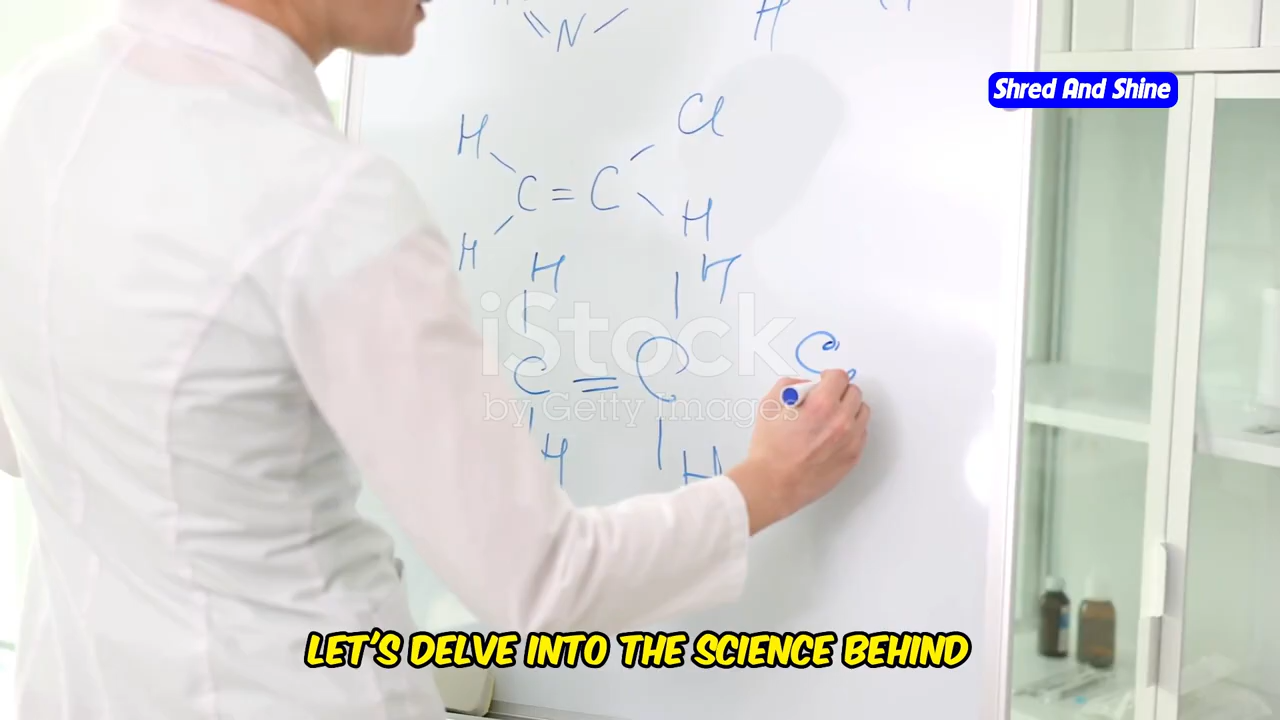 N
H
Shred And Shine
H Cl
C = C
H H
H H
iStock
C = C C
by Getty Images
H H
LET'S DELVE INTO THE SCIENCE BEHIND